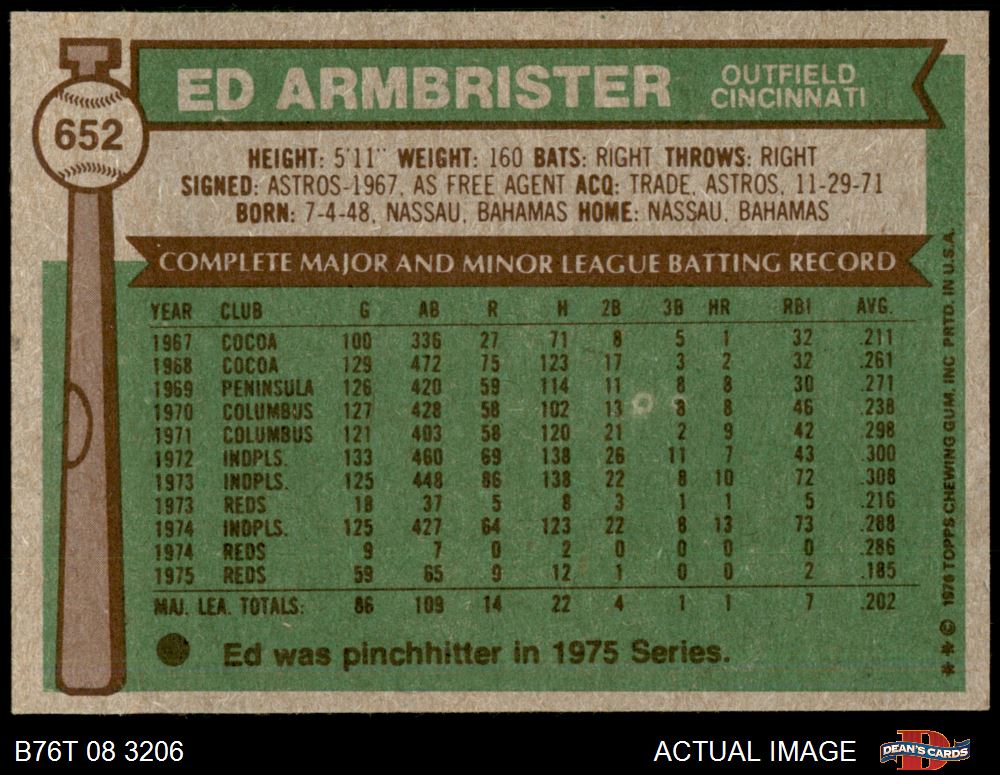 652
ED ARMBRISTER
OUTFIELD
CINCINNATI
HEIGHT: 5'11" WEIGHT: 160 BATS: RIGHT THROWS: RIGHT
SIGNED: ASTROS-1967, AS FREE AGENT ACQ: TRADE, ASTROS, 11-29-71
BORN: 7-4-48, NASSAU, BAHAMAS HOME: NASSAU, BAHAMAS
COMPLETE MAJOR AND MINOR LEAGUE BATTING RECORD
YEAR CLUB G AB R H 2B 3B HR RBI AVG.
1967 COCOA 100 336 27 71 8 5 1 32 .211
1968 COCOA 129 472 75 123 17 3 2 32 .261
1969 PENINSULA 126 420 59 114 11 8 8 30 .271
1970 COLUMBUS 127 428 58 102 13 8 8 46 .238
1971 COLUMBUS 121 403 58 120 21 2 9 42 .298
1972 INDPLS. 133 460 69 138 26 11 7 43 .300
1973 INDPLS. 125 448 86 138 22 8 10 72 .308
1973 REDS 18 37 5 8 3 1 1 5 .216
1974 INDPLS. 125 427 64 123 22 8 13 73 .288
1974 REDS 9 7 0 2 0 0 0 0 .286
1975 REDS 59 65 9 12 1 0 0 2 .185
MAJ. LEA. TOTALS: 86 109 14 22 4 1 1 7 .202
Ed was pinchhitter in 1975 Series.
** © 1976 TOPPS CHEWING GUM, INC PRTD. IN U.S.A.
B76T 08 3206
ACTUAL IMAGE
D
DEAN'S CARDS